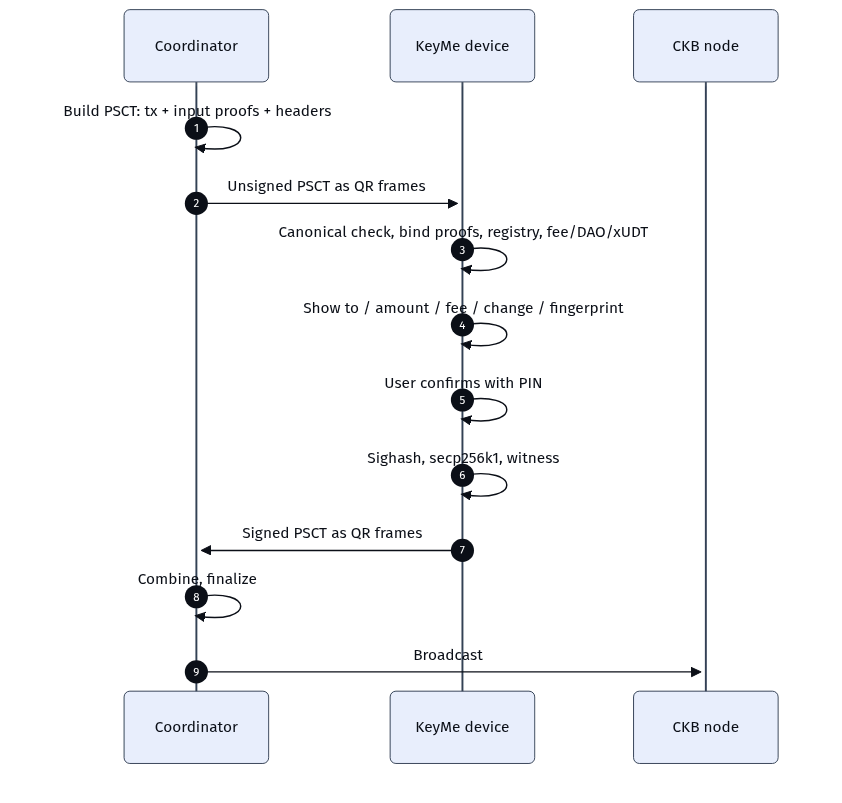 Coordinator
KeyMe device
CKB node
Build PSCT: tx + input proofs + headers
1
Unsigned PSCT as QR frames
2
Canonical check, bind proofs, registry, fee/DAO/xUDT
3
Show to / amount / fee / change / fingerprint
4
User confirms with PIN
5
Sighash, secp256k1, witness
6
Signed PSCT as QR frames
7
Combine, finalize
8
Broadcast
9
Coordinator
KeyMe device
CKB node